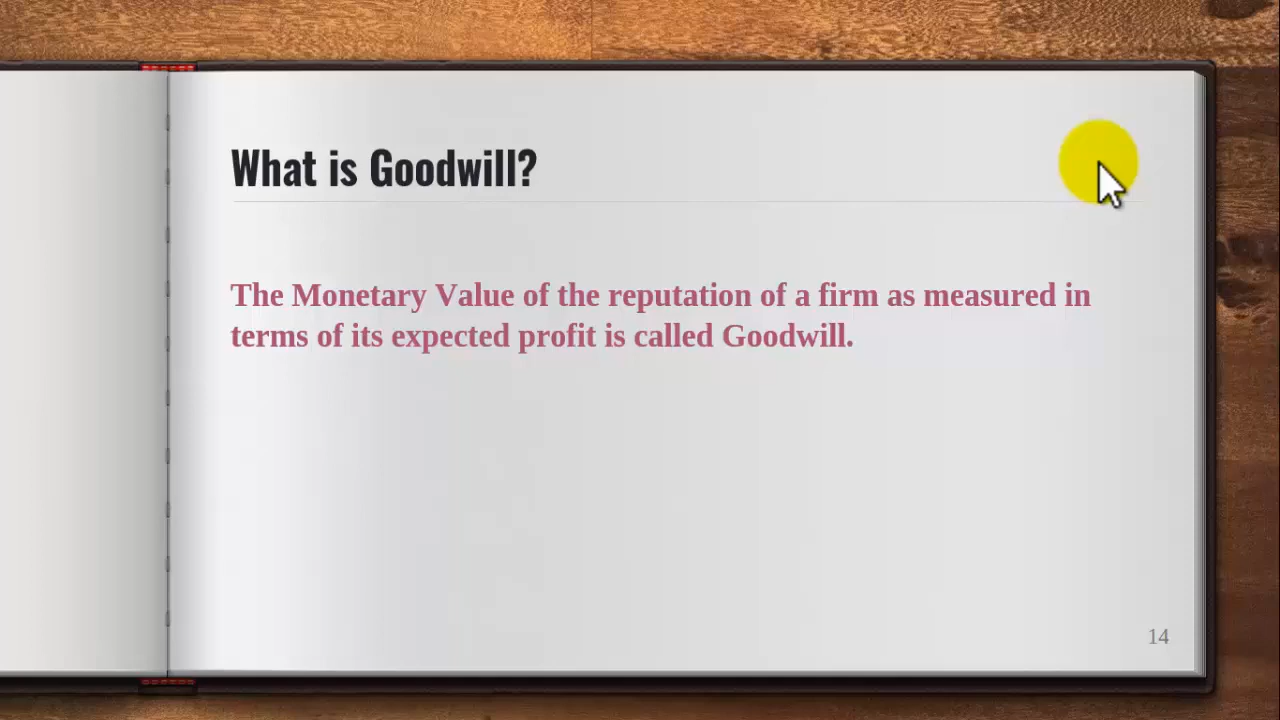 What is Goodwill?
The Monetary Value of the reputation of a firm as measured in
terms of its expected profit is called Goodwill.
14